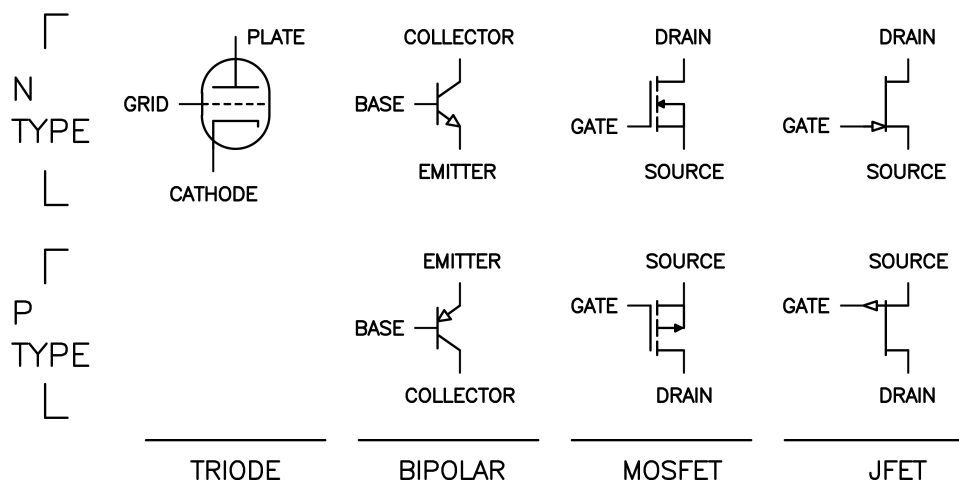 PLATE
COLLECTOR
DRAIN
DRAIN
N
TYPE
GRID
BASE
GATE
GATE
CATHODE
EMITTER
SOURCE
SOURCE
EMITTER
SOURCE
SOURCE
P
TYPE
BASE
GATE
GATE
COLLECTOR
DRAIN
DRAIN
TRIODE
BIPOLAR
MOSFET
JFET